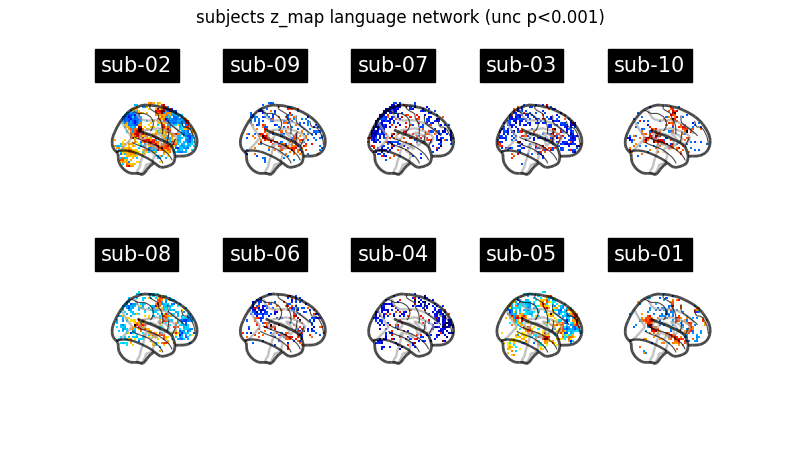 subjects z_map language network (unc p<0.001)
sub-02 sub-09 sub-07 sub-03 sub-10
sub-08 sub-06 sub-04 sub-05 sub-01